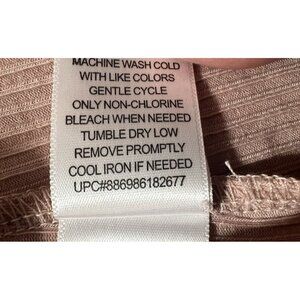 MACHINE WASH COLD
WITH LIKE COLORS
GENTLE CYCLE
ONLY NON-CHLORINE
BLEACH WHEN NEEDED
TUMBLE DRY LOW
REMOVE PROMPTLY
COOL IRON IF NEEDED
UPC#886986182677